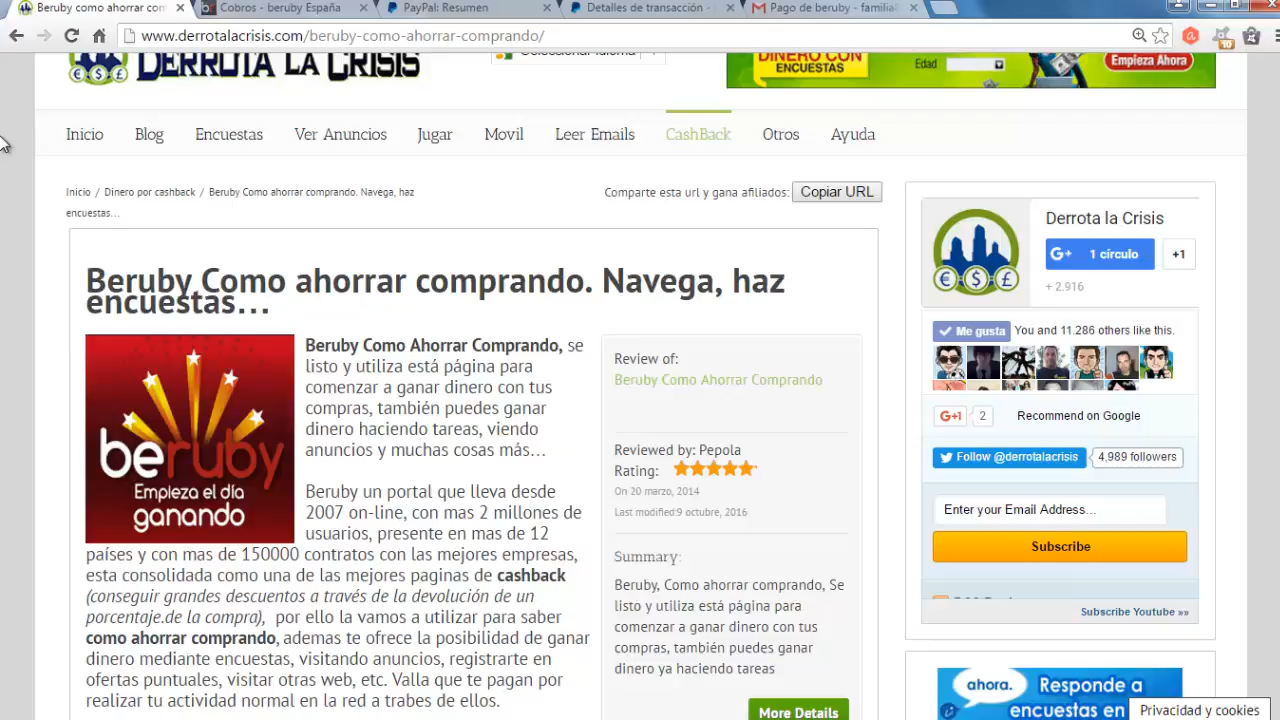 Beruby como ahorrar com
Cobros - beruby España
PayPal: Resumen
Detalles de transacción -
Pago de beruby - familia8
www.derrotalacrisis.com/beruby-como-ahorrar-comprando/
10
DERROTA LA CRISIS
Seleccionar idioma
DINERO CON
ENCUESTAS
Edad
Empieza Ahora
Inicio
Blog
Encuestas
Ver Anuncios
Jugar
Movil
Leer Emails
CashBack
Otros
Ayuda
Inicio / Dinero por cashback / Beruby Como ahorrar comprando. Navega, haz
encuestas...
Comparte esta url y gana afiliados:
Copiar URL
Beruby Como ahorrar comprando. Navega, haz
encuestas...
beruby
Empieza el día
ganando
Beruby Como Ahorrar Comprando, se
listo y utiliza está página para
comenzar a ganar dinero con tus
compras, también puedes ganar
dinero haciendo tareas, viendo
anuncios y muchas cosas más...
Beruby un portal que lleva desde
2007 on-line, con mas 2 millones de
usuarios, presente en mas de 12
países y con mas de 150000 contratos con las mejores empresas,
esta consolidada como una de las mejores paginas de cashback
(conseguir grandes descuentos a través de la devolución de un
porcentaje.de la compra), por ello la vamos a utilizar para saber
como ahorrar comprando, ademas te ofrece la posibilidad de ganar
dinero mediante encuestas, visitando anuncios, registrarte en
ofertas puntuales, visitar otras web, etc. Valla que te pagan por
realizar tu actividad normal en la red a trabes de ellos.
Review of:
Beruby Como Ahorrar Comprando
Reviewed by: Pepola
Rating:
On 20 marzo, 2014
Last modified:9 octubre, 2016
Summary:
Beruby, Como ahorrar comprando, Se
listo y utiliza está página para
comenzar a ganar dinero con tus
compras, también puedes ganar
dinero ya haciendo tareas
More Details
€ $ £
Derrota la Crisis
G+ 1 círculo
+1
+ 2.916
Me gusta
You and 11.286 others like this.
G+1
2
Recommend on Google
Follow @derrotalacrisis
4,989 followers
Enter your Email Address...
Subscribe
Subscribe Youtube »»
ahora.
Responde a
encuestas en
Privacidad y cookies